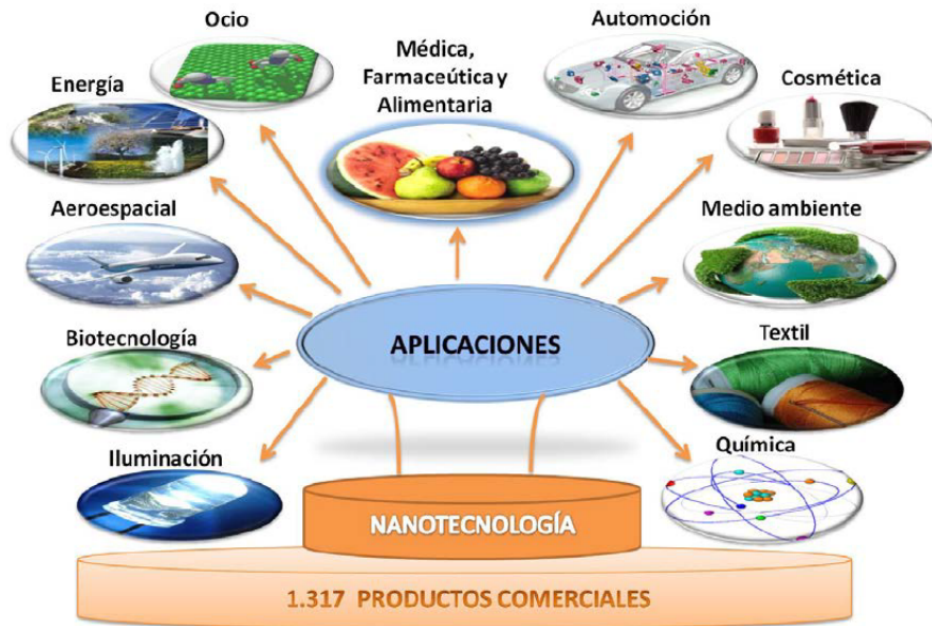 Ocio
Médica,
Farmaceútica y
Alimentaria
Automoción
Energía
Cosmética
Aeroespacial
Medio ambiente
APLICACIONES
Biotecnología
Textil
Iluminación
Química
NANOTECNOLOGÍA
1.317 PRODUCTOS COMERCIALES